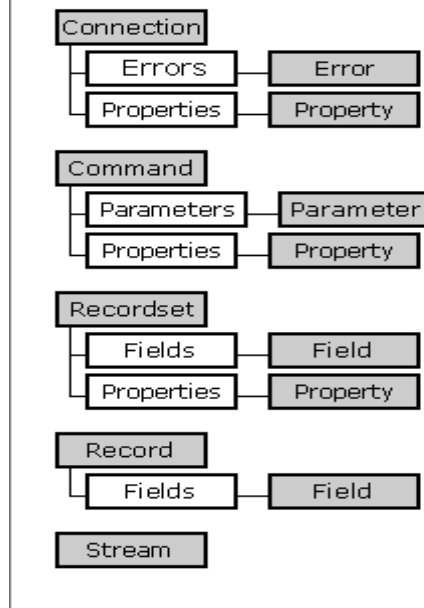 Connection
Errors Error
Properties Property
Command
Parameters Parameter
Properties Property
Recordset
Fields Field
Properties Property
Record
Fields Field
Stream